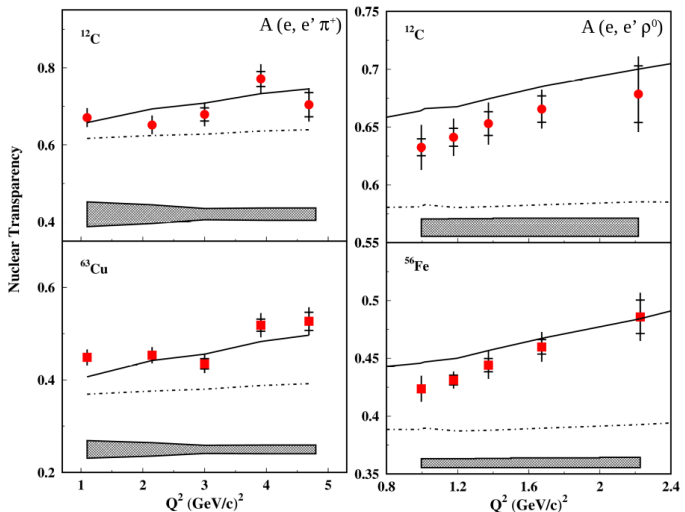 A (e, e' π⁺)
¹²C
0.8
0.6
0.4
Nuclear Transparency
⁶³Cu
0.6
0.4
0.2
1 2 3 4 5
Q² (GeV/c)²
A (e, e' ρ⁰)
¹²C
0.75
0.7
0.65
0.6
0.55
⁵⁶Fe
0.5
0.45
0.4
0.35
0.8 1.2 1.6 2 2.4
Q² (GeV/c)²